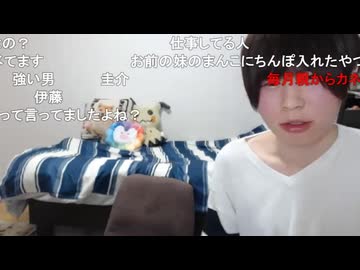 の?
仕事してる人
てます
お前の妹のまんこにちんぽ入れたやつ
強い男
圭介
毎月親からカネ
伊藤
って言ってましたよね?